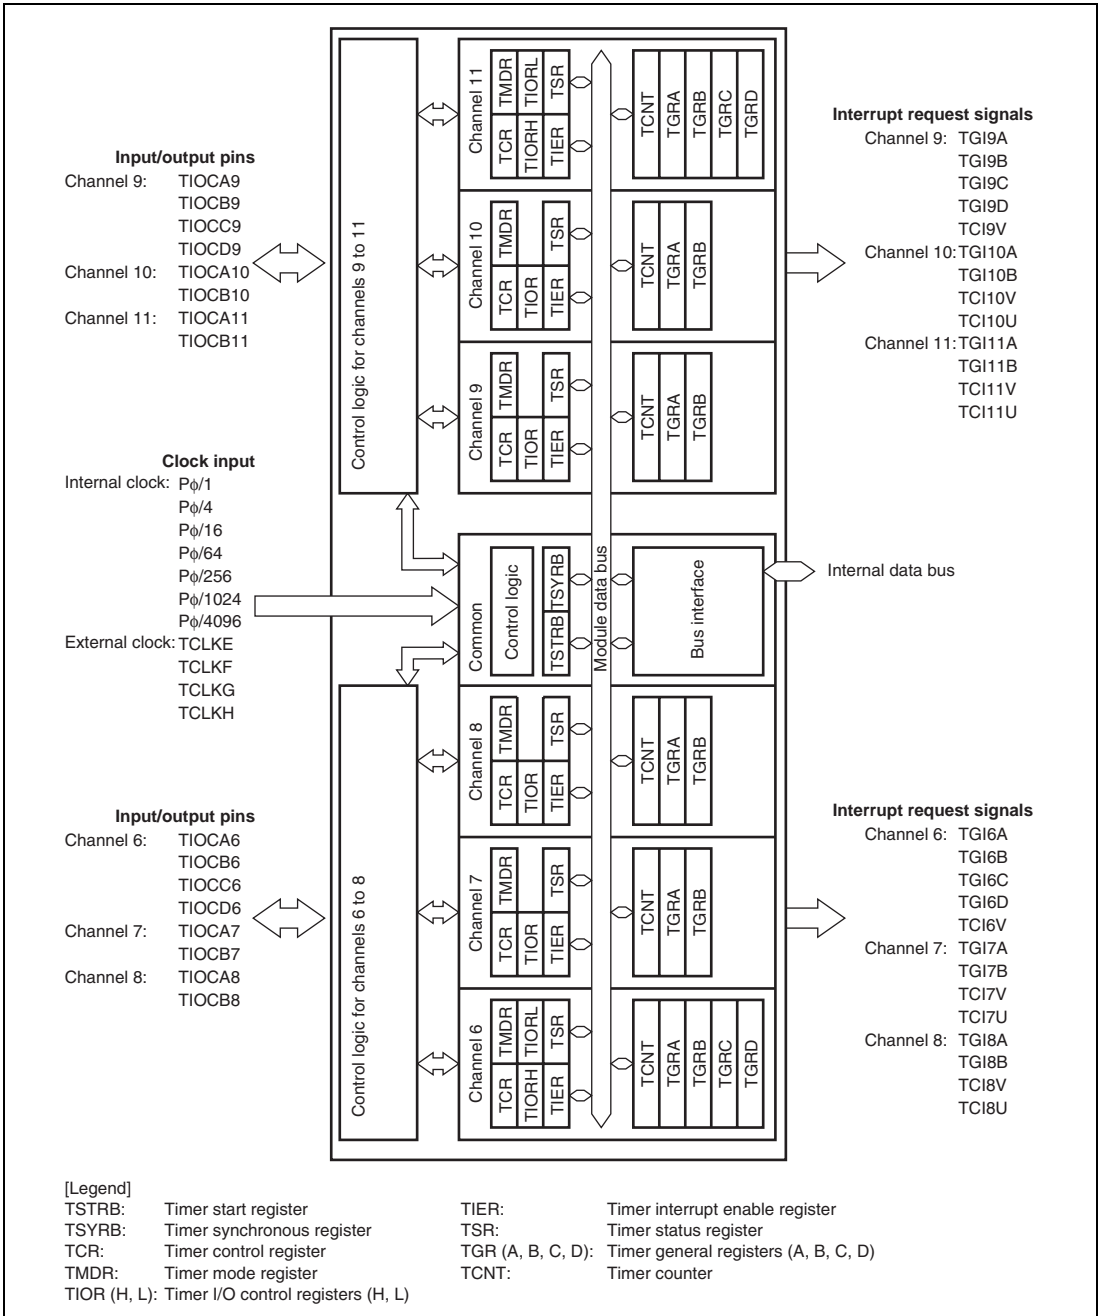 Input/output pins
Channel 9: TIOCA9
TIOCB9
TIOCC9
TIOCD9
Channel 10: TIOCA10
TIOCB10
Channel 11: TIOCA11
TIOCB11
Clock input
Internal clock: Pϕ/1
Pϕ/4
Pϕ/16
Pϕ/64
Pϕ/256
Pϕ/1024
Pϕ/4096
External clock: TCLKE
TCLKF
TCLKG
TCLKH
Input/output pins
Channel 6: TIOCA6
TIOCB6
TIOCC6
TIOCD6
Channel 7: TIOCA7
TIOCB7
Channel 8: TIOCA8
TIOCB8
Control logic for channels 9 to 11
Control logic for channels 6 to 8
Channel 11
TCR TMDR
TIORH TIORL
TIER TSR
TCNT
TGRA
TGRB
TGRC
TGRD
Channel 10
TCR TMDR
TIOR
TIER TSR
TCNT
TGRA
TGRB
Channel 9
TCR TMDR
TIOR
TIER TSR
TCNT
TGRA
TGRB
Common
Control logic
TSTRB TSYRB
Module data bus
Bus interface
Internal data bus
Channel 8
TCR TMDR
TIOR
TIER TSR
TCNT
TGRA
TGRB
Channel 7
TCR TMDR
TIOR
TIER TSR
TCNT
TGRA
TGRB
Channel 6
TCR TMDR
TIORH TIORL
TIER TSR
TCNT
TGRA
TGRB
TGRC
TGRD
Interrupt request signals
Channel 9: TGI9A
TGI9B
TGI9C
TGI9D
TCI9V
Channel 10: TGI10A
TGI10B
TCI10V
TCI10U
Channel 11: TGI11A
TGI11B
TCI11V
TCI11U
Interrupt request signals
Channel 6: TGI6A
TGI6B
TGI6C
TGI6D
TCI6V
Channel 7: TGI7A
TGI7B
TCI7V
TCI7U
Channel 8: TGI8A
TGI8B
TCI8V
TCI8U
[Legend]
TSTRB: Timer start register
TSYRB: Timer synchronous register
TCR: Timer control register
TMDR: Timer mode register
TIOR (H, L): Timer I/O control registers (H, L)
TIER: Timer interrupt enable register
TSR: Timer status register
TGR (A, B, C, D): Timer general registers (A, B, C, D)
TCNT: Timer counter